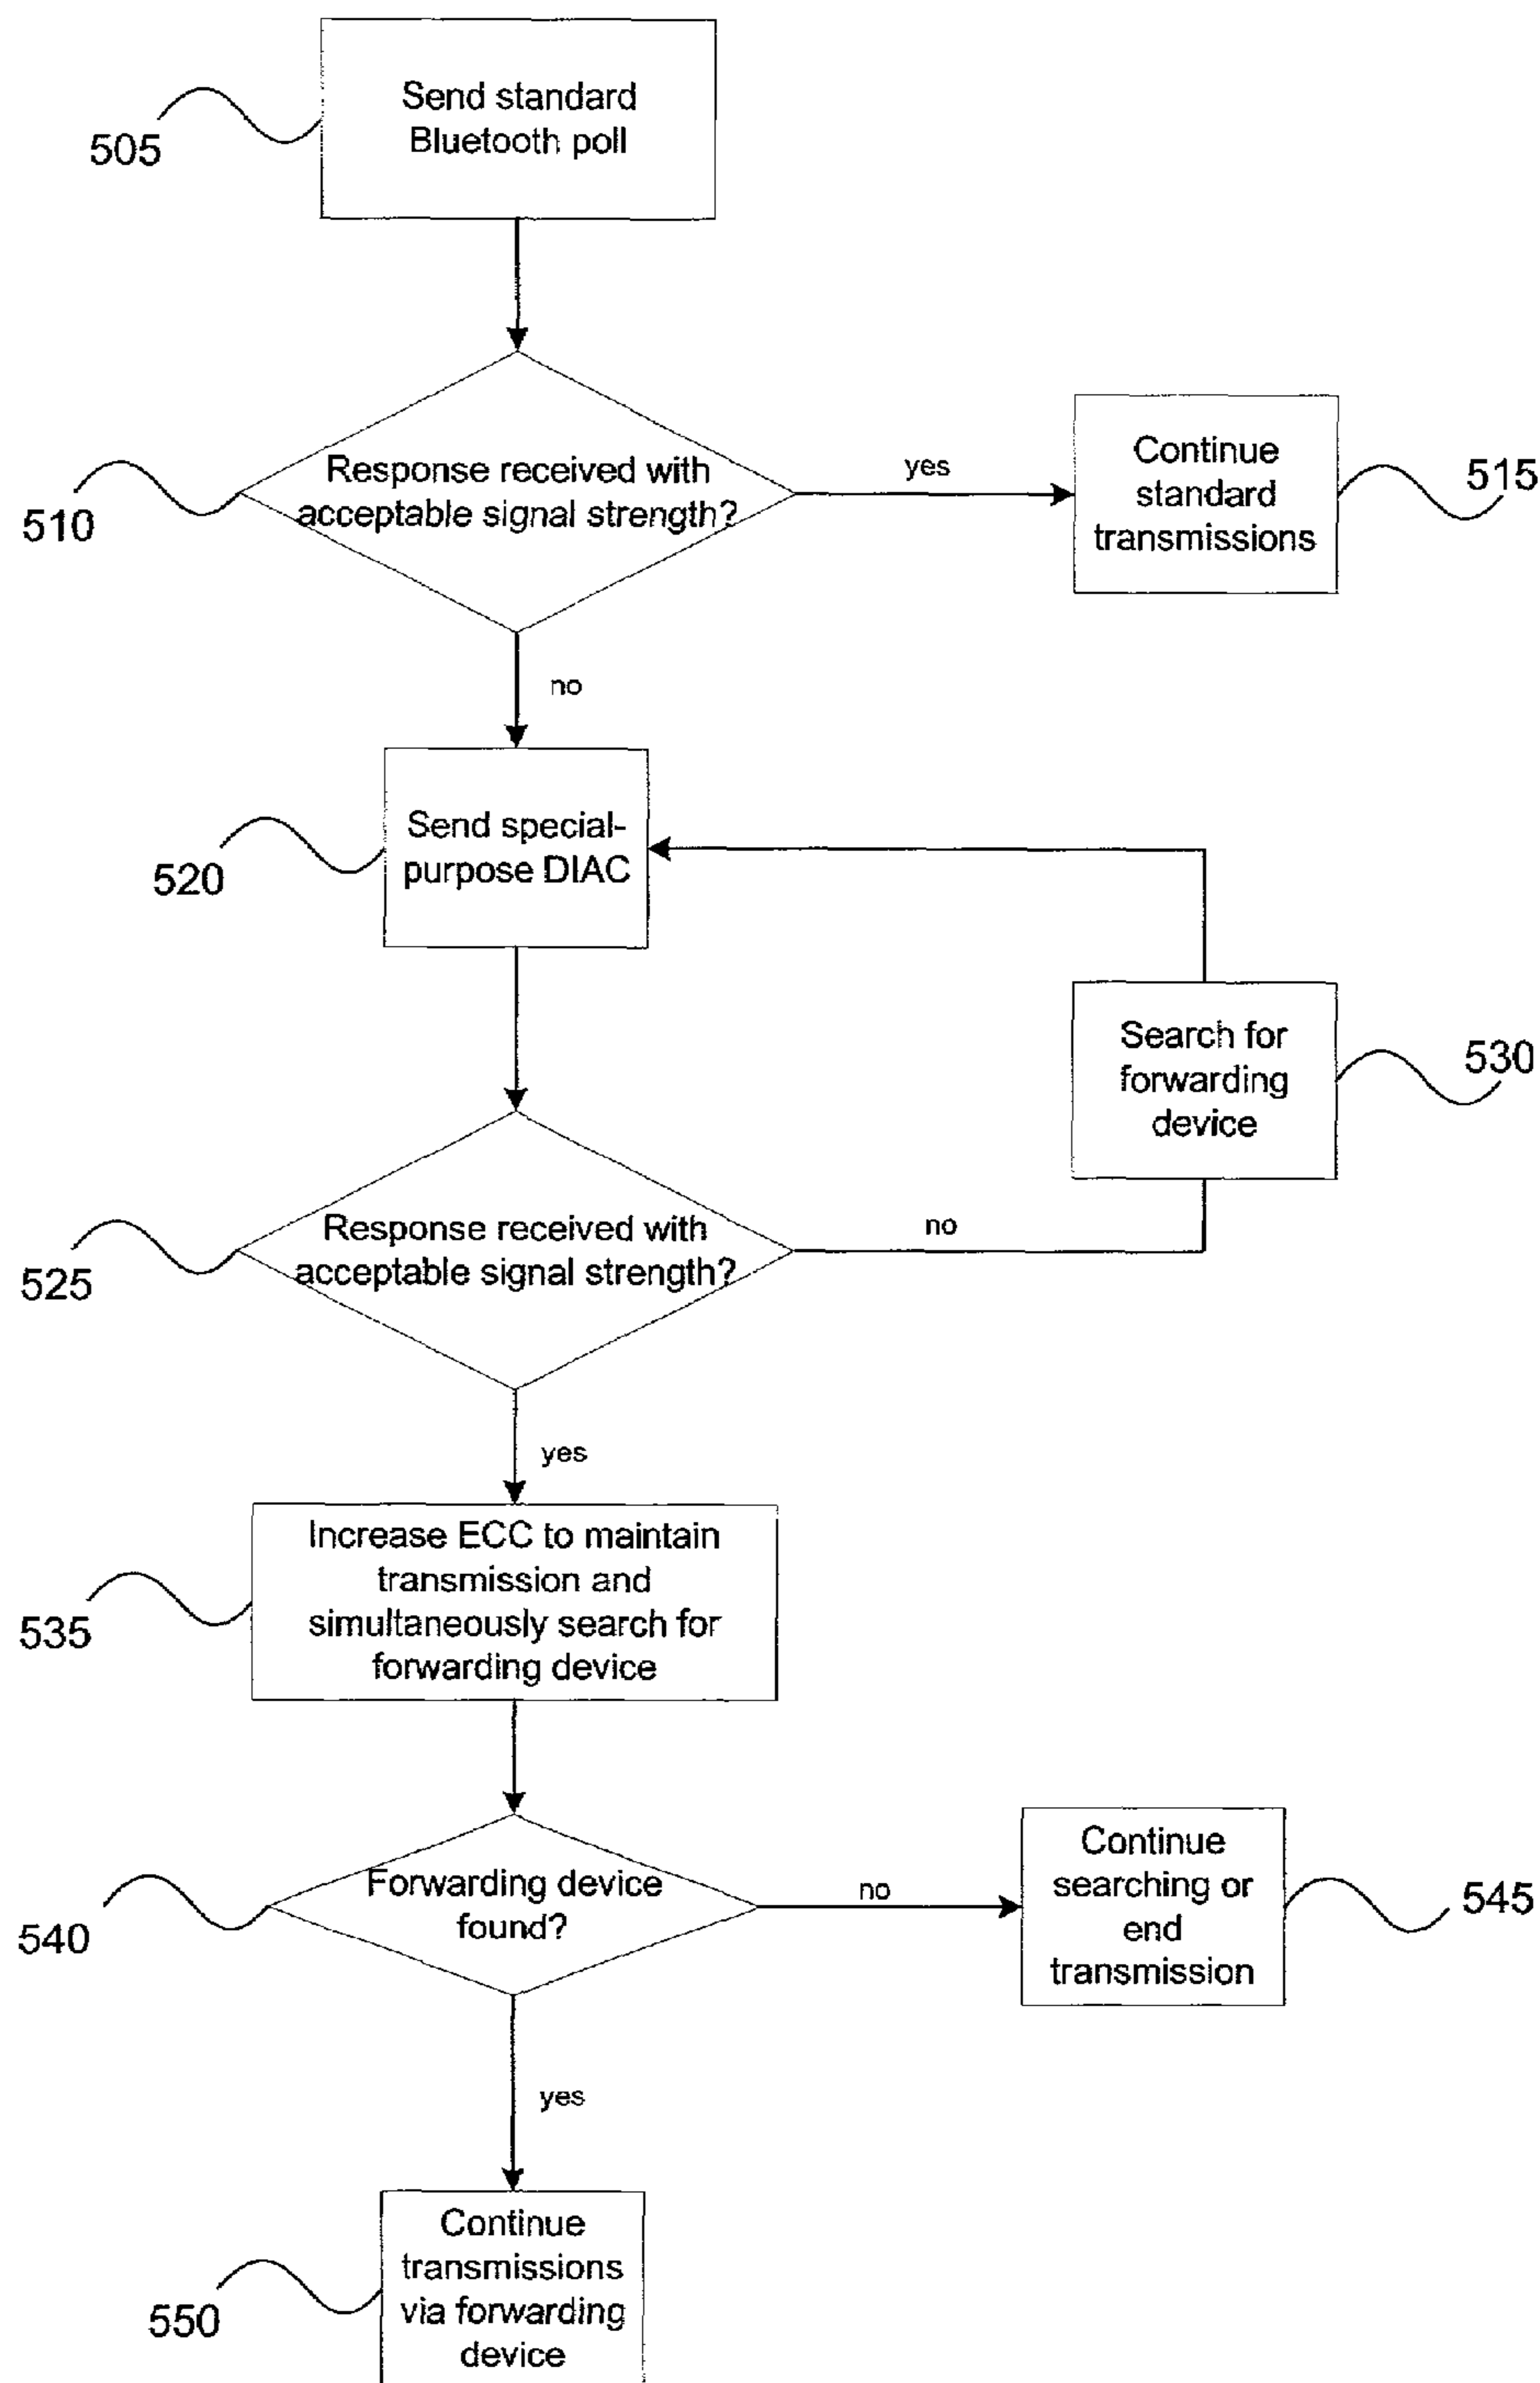 Send standard
Bluetooth poll
505
Response received with
acceptable signal strength?
510
yes
Continue
standard
transmissions
515
no
Send special-
purpose DIAC
520
Search for
forwarding
device
530
Response received with
acceptable signal strength?
525
no
yes
Increase ECC to maintain
transmission and
simultaneously search for
forwarding device
535
Forwarding device
found?
540
no
Continue
searching or
end
transmission
545
yes
Continue
transmissions
via forwarding
device
550